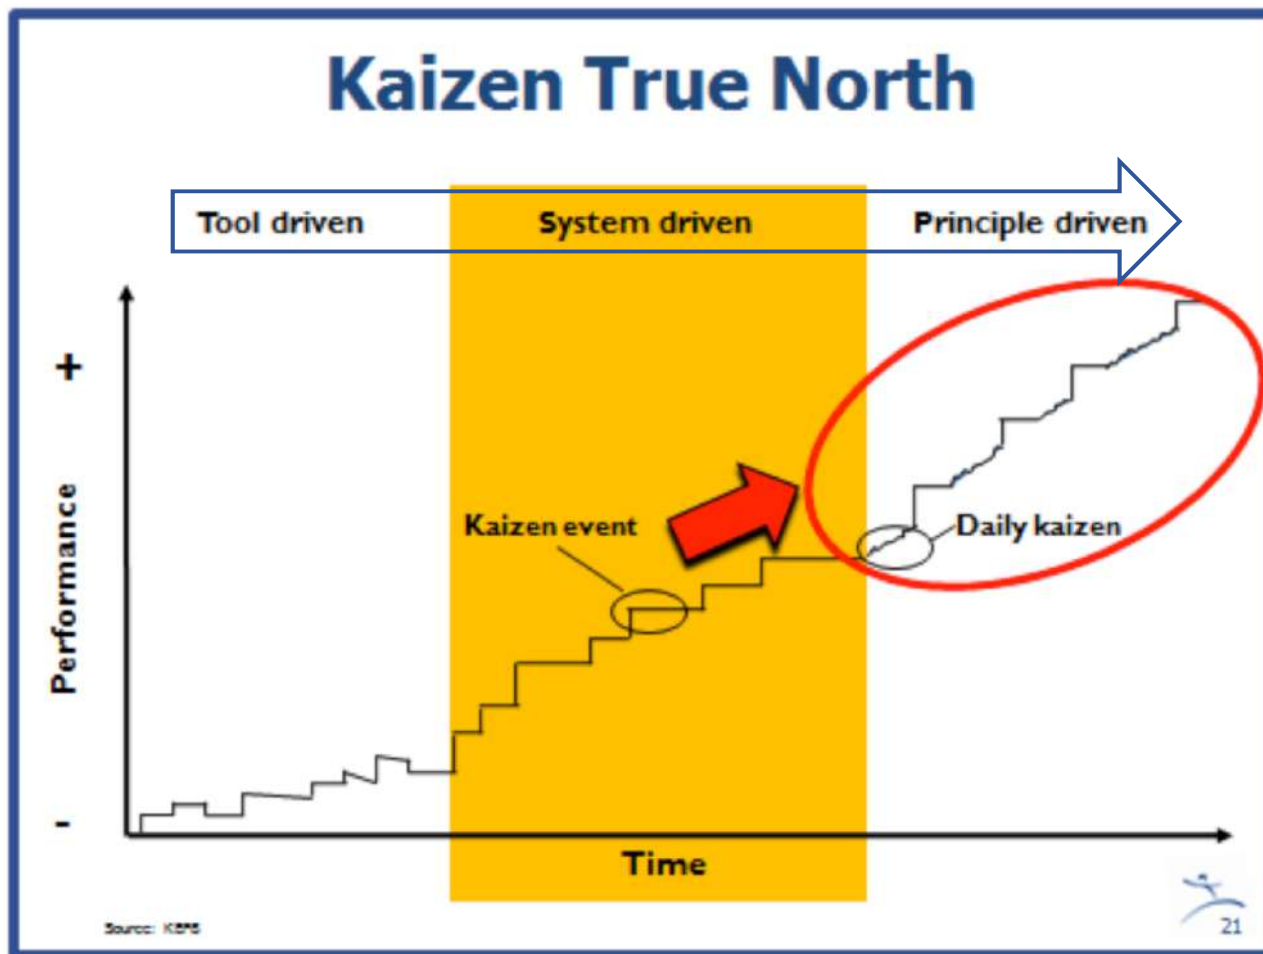 Kaizen True North
Tool driven
System driven
Principle driven
+
Performance
-
Kaizen event
Daily kaizen
Time
Source:
21